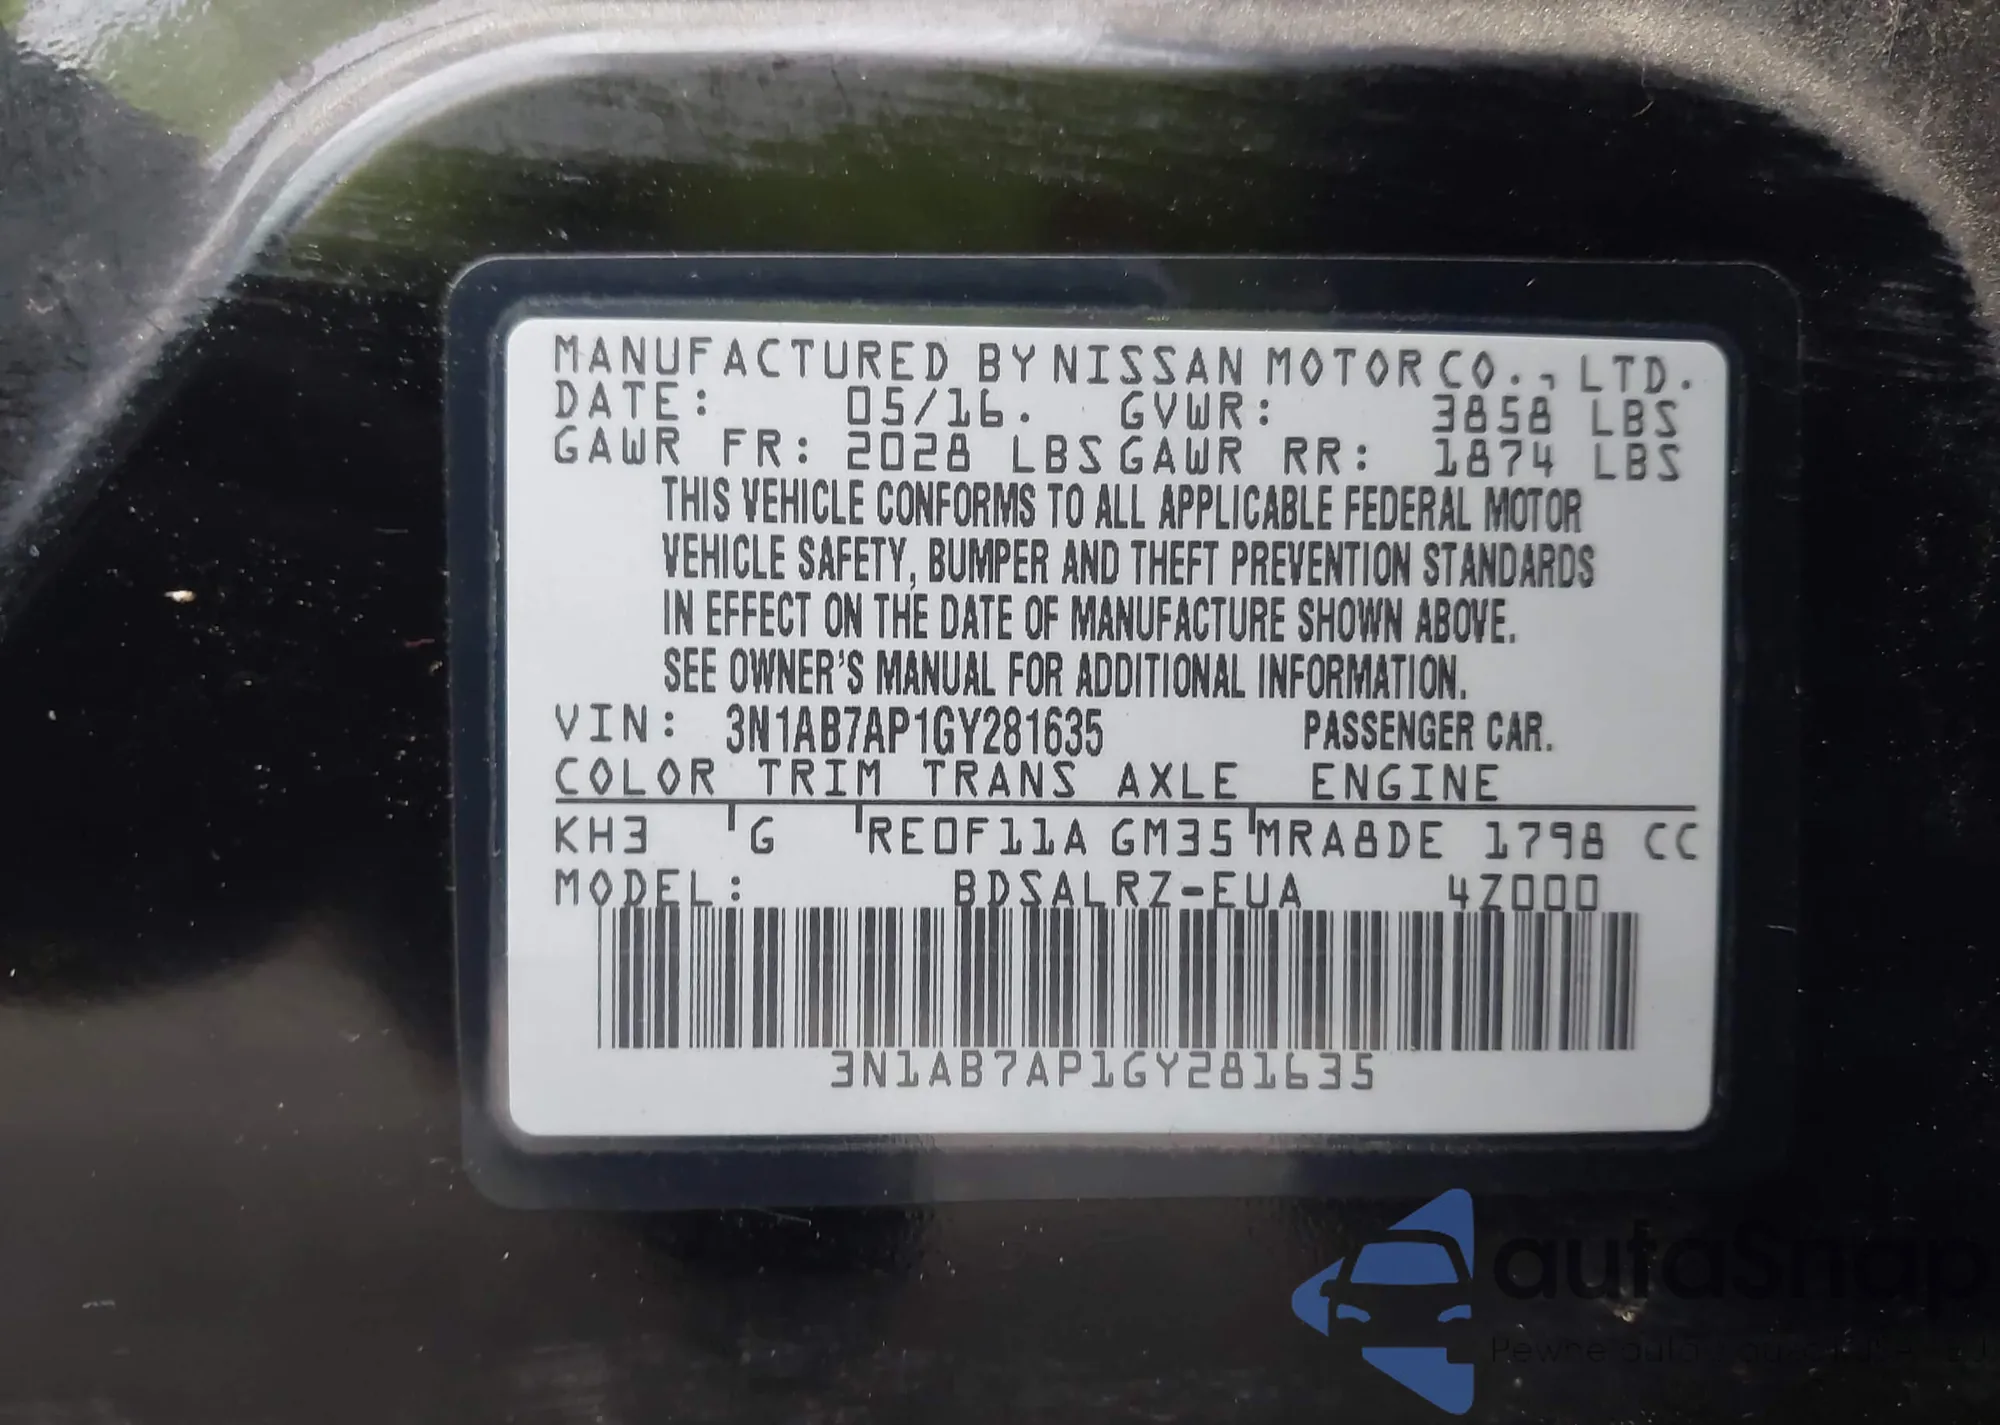 MANUFACTURED BY NISSAN MOTOR CO., LTD.
DATE: 05/16. GVWR: 3858 LBS
GAWR FR: 2028 LBS GAWR RR: 1874 LBS
THIS VEHICLE CONFORMS TO ALL APPLICABLE FEDERAL MOTOR
VEHICLE SAFETY, BUMPER AND THEFT PREVENTION STANDARDS
IN EFFECT ON THE DATE OF MANUFACTURE SHOWN ABOVE.
SEE OWNER'S MANUAL FOR ADDITIONAL INFORMATION.
VIN: 3N1AB7AP1GY281635 PASSENGER CAR.
COLOR TRIM TRANS AXLE ENGINE
KH3 G RE0F11A GM35 MRA8DE 1798 CC
MODEL: BDSALRZ-EUA 4Z000
3N1AB7AP1GY281635
autaSnap
Pewne auta